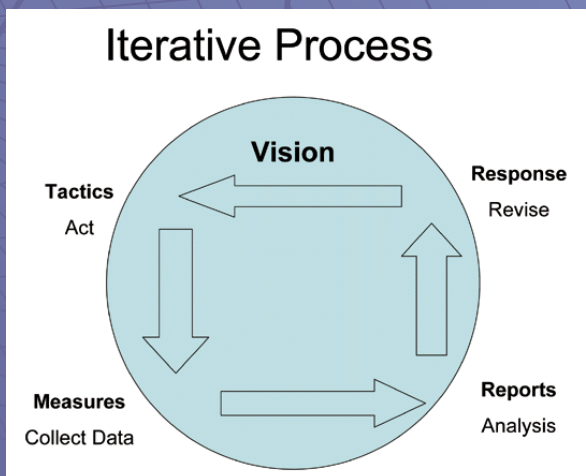 Iterative Process
Vision
Tactics
Act
Response
Revise
Measures
Collect Data
Reports
Analysis